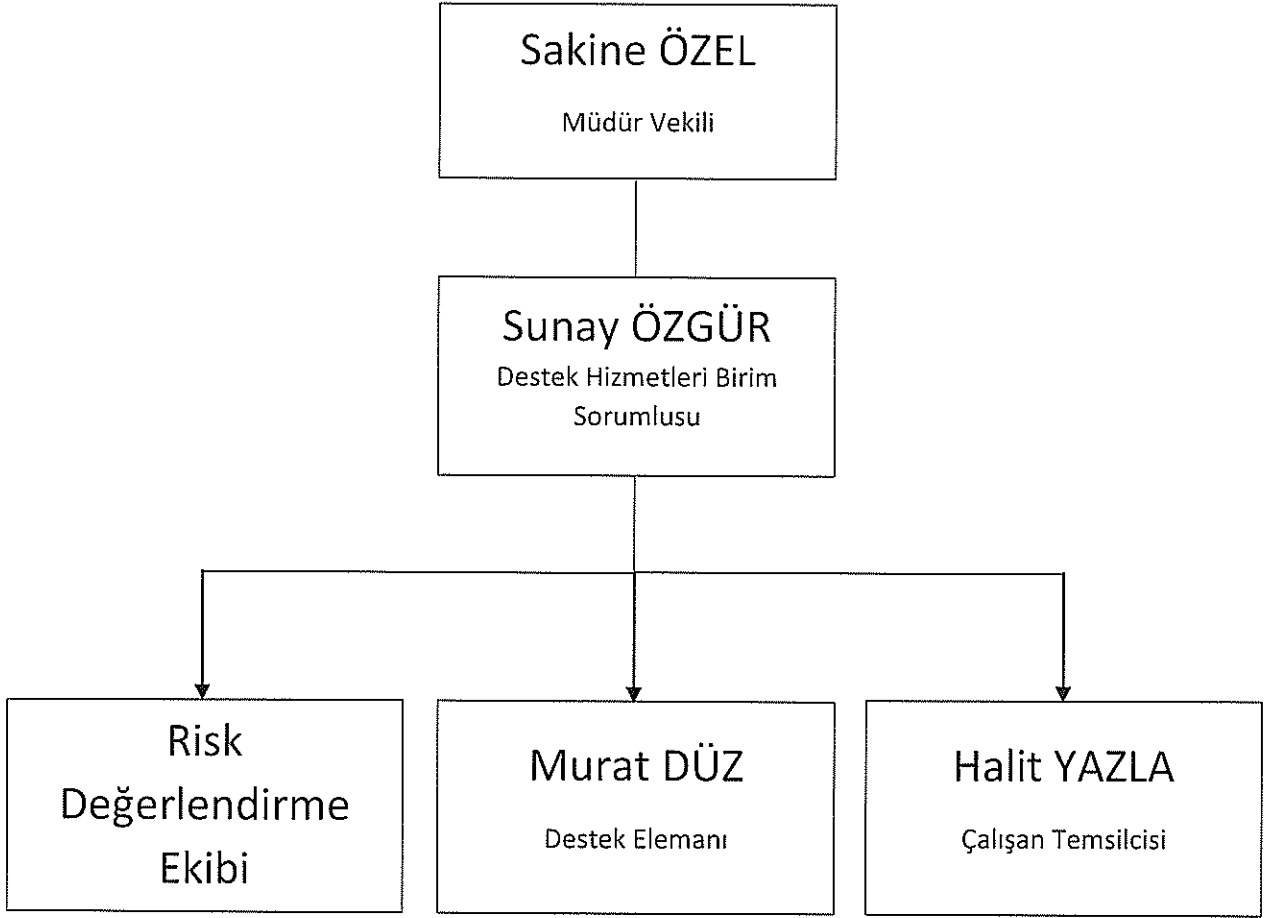 Sakine ÖZEL
Müdür Vekili
Sunay ÖZGÜR
Destek Hizmetleri Birim
Sorumlusu
Risk
Değerlendirme
Ekibi
Murat DÜZ
Destek Elemanı
Halit YAZLA
Çalışan Temsilcisi